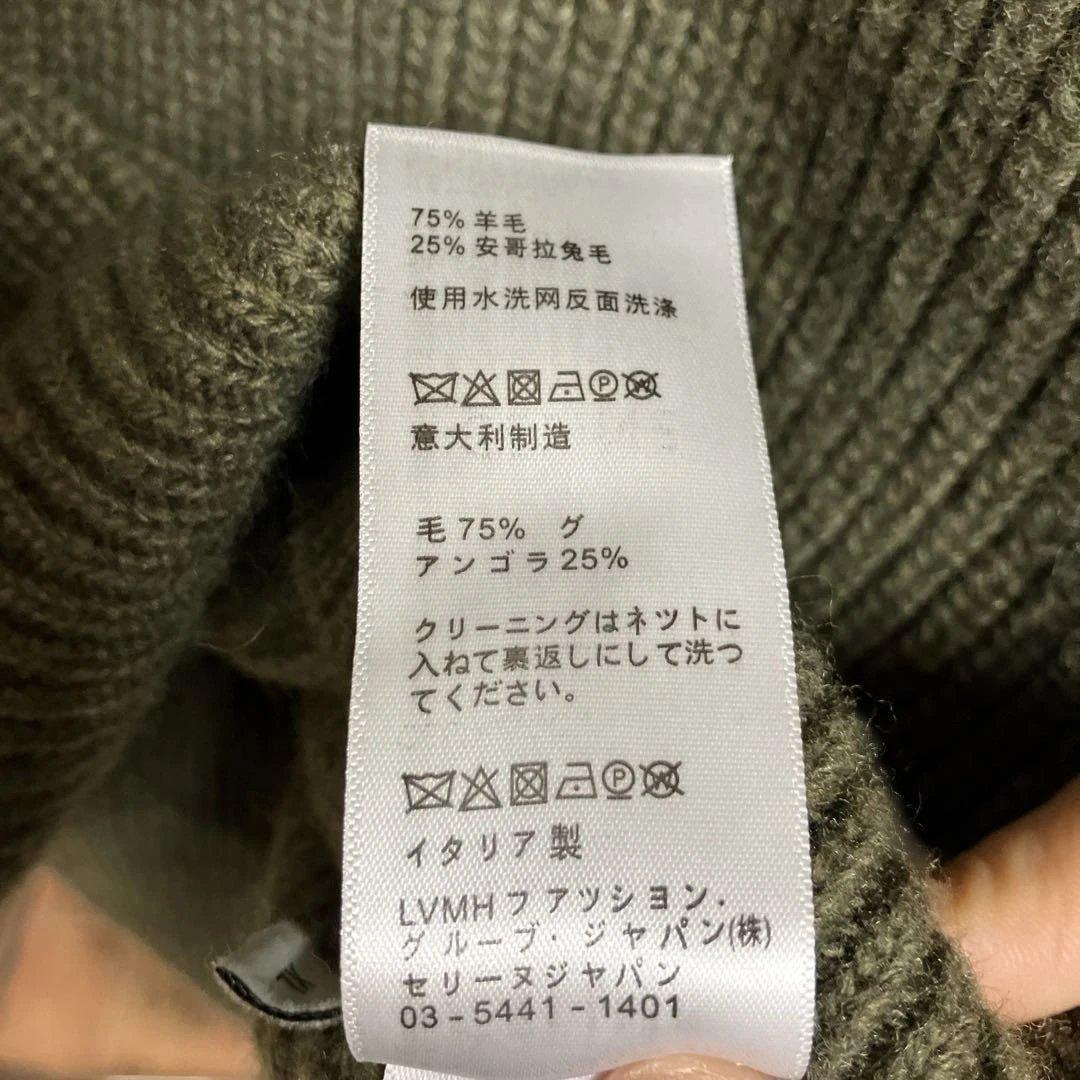 75% 羊毛
25% 安哥拉兔毛
使用水洗网反面洗涤
P W
意大利制造
毛 75% グ
アンゴラ 25%
クリーニングはネツトに
入ねて裏返しにして洗つ
てください。
P W
イタリア製
LVMHファツション.
グループ・ジャパン(株)
セリーヌジャパン
03-5441-1401